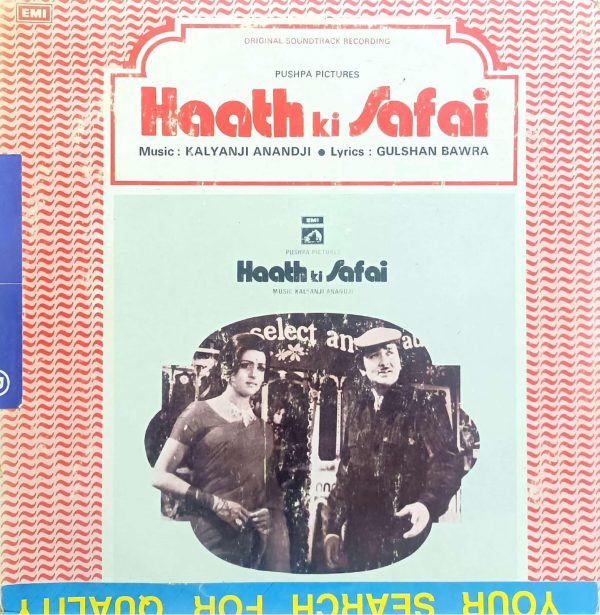 EMI
ORIGINAL SOUNDTRACK RECORDING
PUSHPA PICTURES
Haath ki Safai
Music : KALYANJI ANANDJI ● Lyrics : GULSHAN BAWRA
EMI
PUSHPA PICTURES
Haath ki Safai
MUSIC KALYANJI ANANDJI
select an
YOUR SEARCH FOR QUALITY